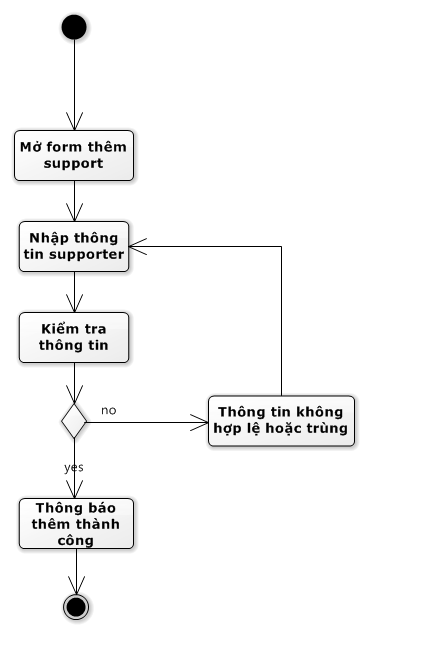 Mở form thêm
support
Nhập thông
tin supporter
Kiểm tra
thông tin
no
Thông tin không
hợp lệ hoặc trùng
yes
Thông báo
thêm thành
công